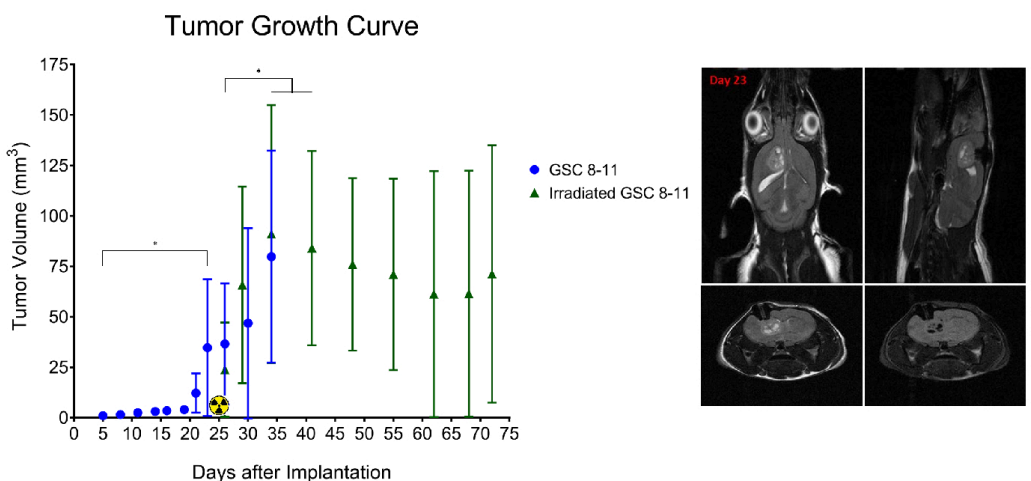 Tumor Growth Curve
Tumor Volume (mm³)
175
150
125
100
75
50
25
0
*
*
0 5 10 15 20 25 30 35 40 45 50 55 60 65 70 75
Days after Implantation
GSC 8-11
Irradiated GSC 8-11
Day 23